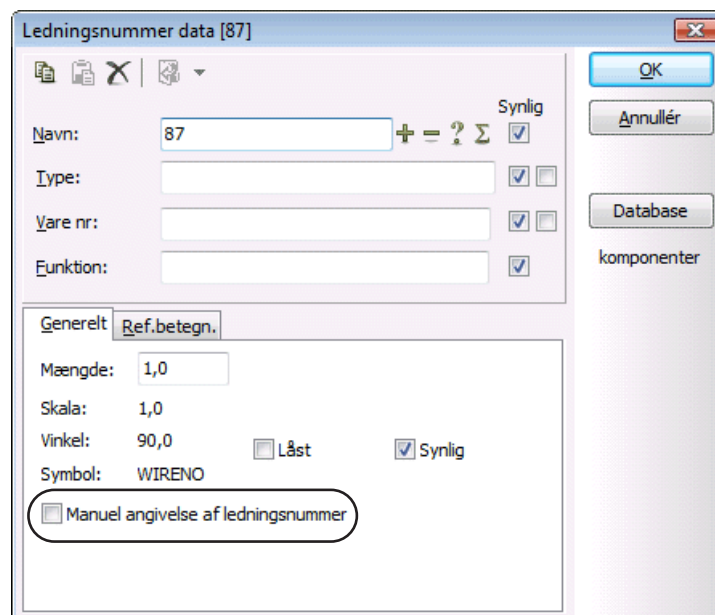 Ledningsnummer data [87]
OK
Synlig
Annullér
Navn: 87
Type:
Vare nr:
Database
Funktion:
komponenter
Generelt Ref.betegn.
Mængde: 1,0
Skala: 1,0
Vinkel: 90,0 Låst Synlig
Symbol: WIRENO
Manuel angivelse af ledningsnummer